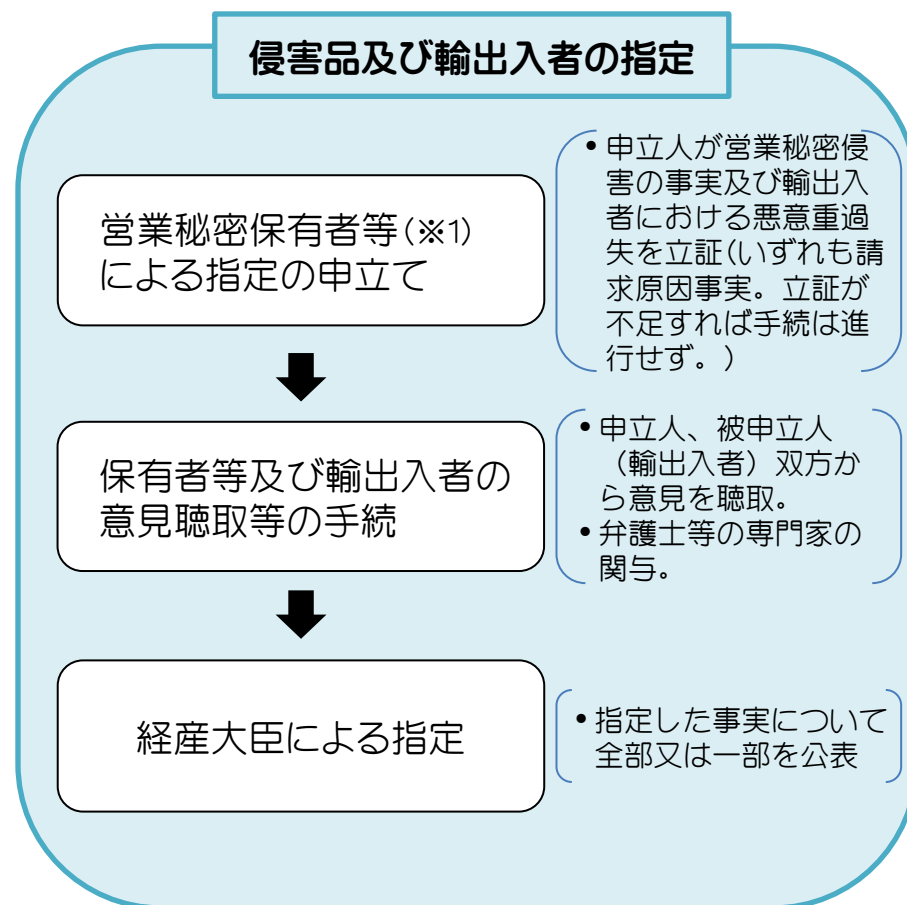 侵害品及び輸出入者の指定
営業秘密保有者等(※1)
による指定の申立て
• 申立人が営業秘密侵
害の事実及び輸出入
者における悪意重過
失を立証(いずれも請
求原因事実。立証が
不足すれば手続は進
行せず。)
保有者等及び輸出入者の
意見聴取等の手続
• 申立人、被申立人
（輸出入者）双方か
ら意見を聴取。
• 弁護士等の専門家の
関与。
経産大臣による指定
• 指定した事実について
全部又は一部を公表